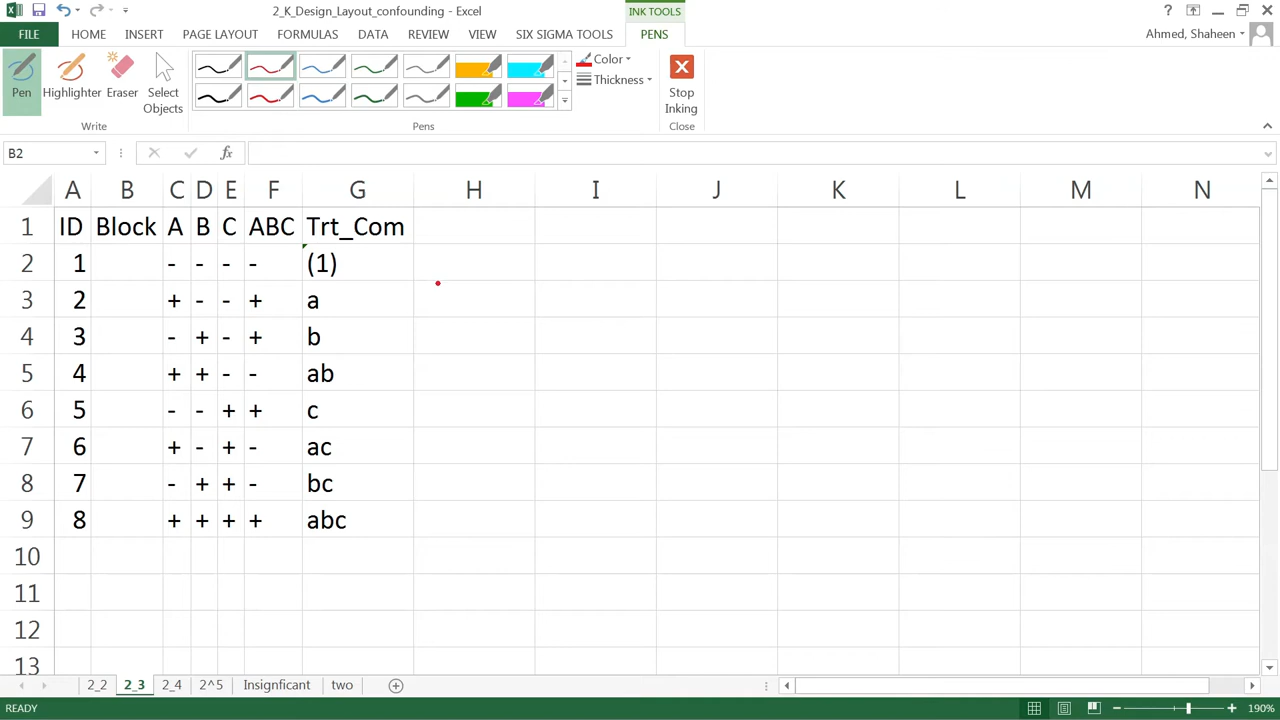 2_K_Design_Layout_confounding - Excel
INK TOOLS
?
FILE HOME INSERT PAGE LAYOUT FORMULAS DATA REVIEW VIEW SIX SIGMA TOOLS PENS
Ahmed, Shaheen
Pen Highlighter Eraser Select Objects
Color
Thickness
Stop Inking
Write Pens Close
B2 fx
A B C D E F G H I J K L M N
1 ID Block A B C ABC Trt_Com
2 1 - - - - (1)
3 2 + - - + a
4 3 - + - + b
5 4 + + - - ab
6 5 - - + + c
7 6 + - + - ac
8 7 - + + - bc
9 8 + + + + abc
10
11
12
13
2_2 2_3 2_4 2^5 Insignficant two
READY 190%